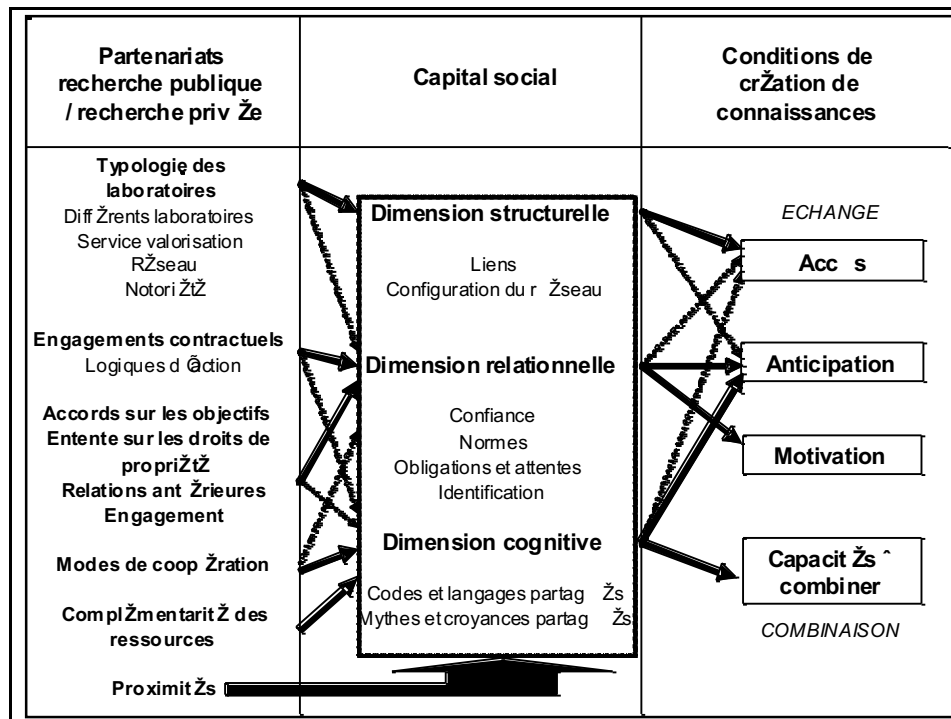 Partenariats
recherche publique
/ recherche priv Že
Capital social
Conditions de
crŽation de
connaissances
Typologie des
laboratoires
Diff Žrents laboratoires
Service valorisation
RŽseau
Notori ŽtŽ
Engagements contractuels
Logiques d Õaction
Accords sur les objectifs
Entente sur les droits de
propriŽtŽ
Relations ant Žrieures
Engagement
Modes de coop Žration
ComplŽmentarit Ž des
ressources
Proximit Žs
Dimension structurelle
Liens
Configuration du r Žseau
Dimension relationnelle
Confiance
Normes
Obligations et attentes
Identification
Dimension cognitive
Codes et langages partag Žs
Mythes et croyances partag Žs
ECHANGE
Acc s
Anticipation
Motivation
Capacit Žs ˆ
combiner
COMBINAISON